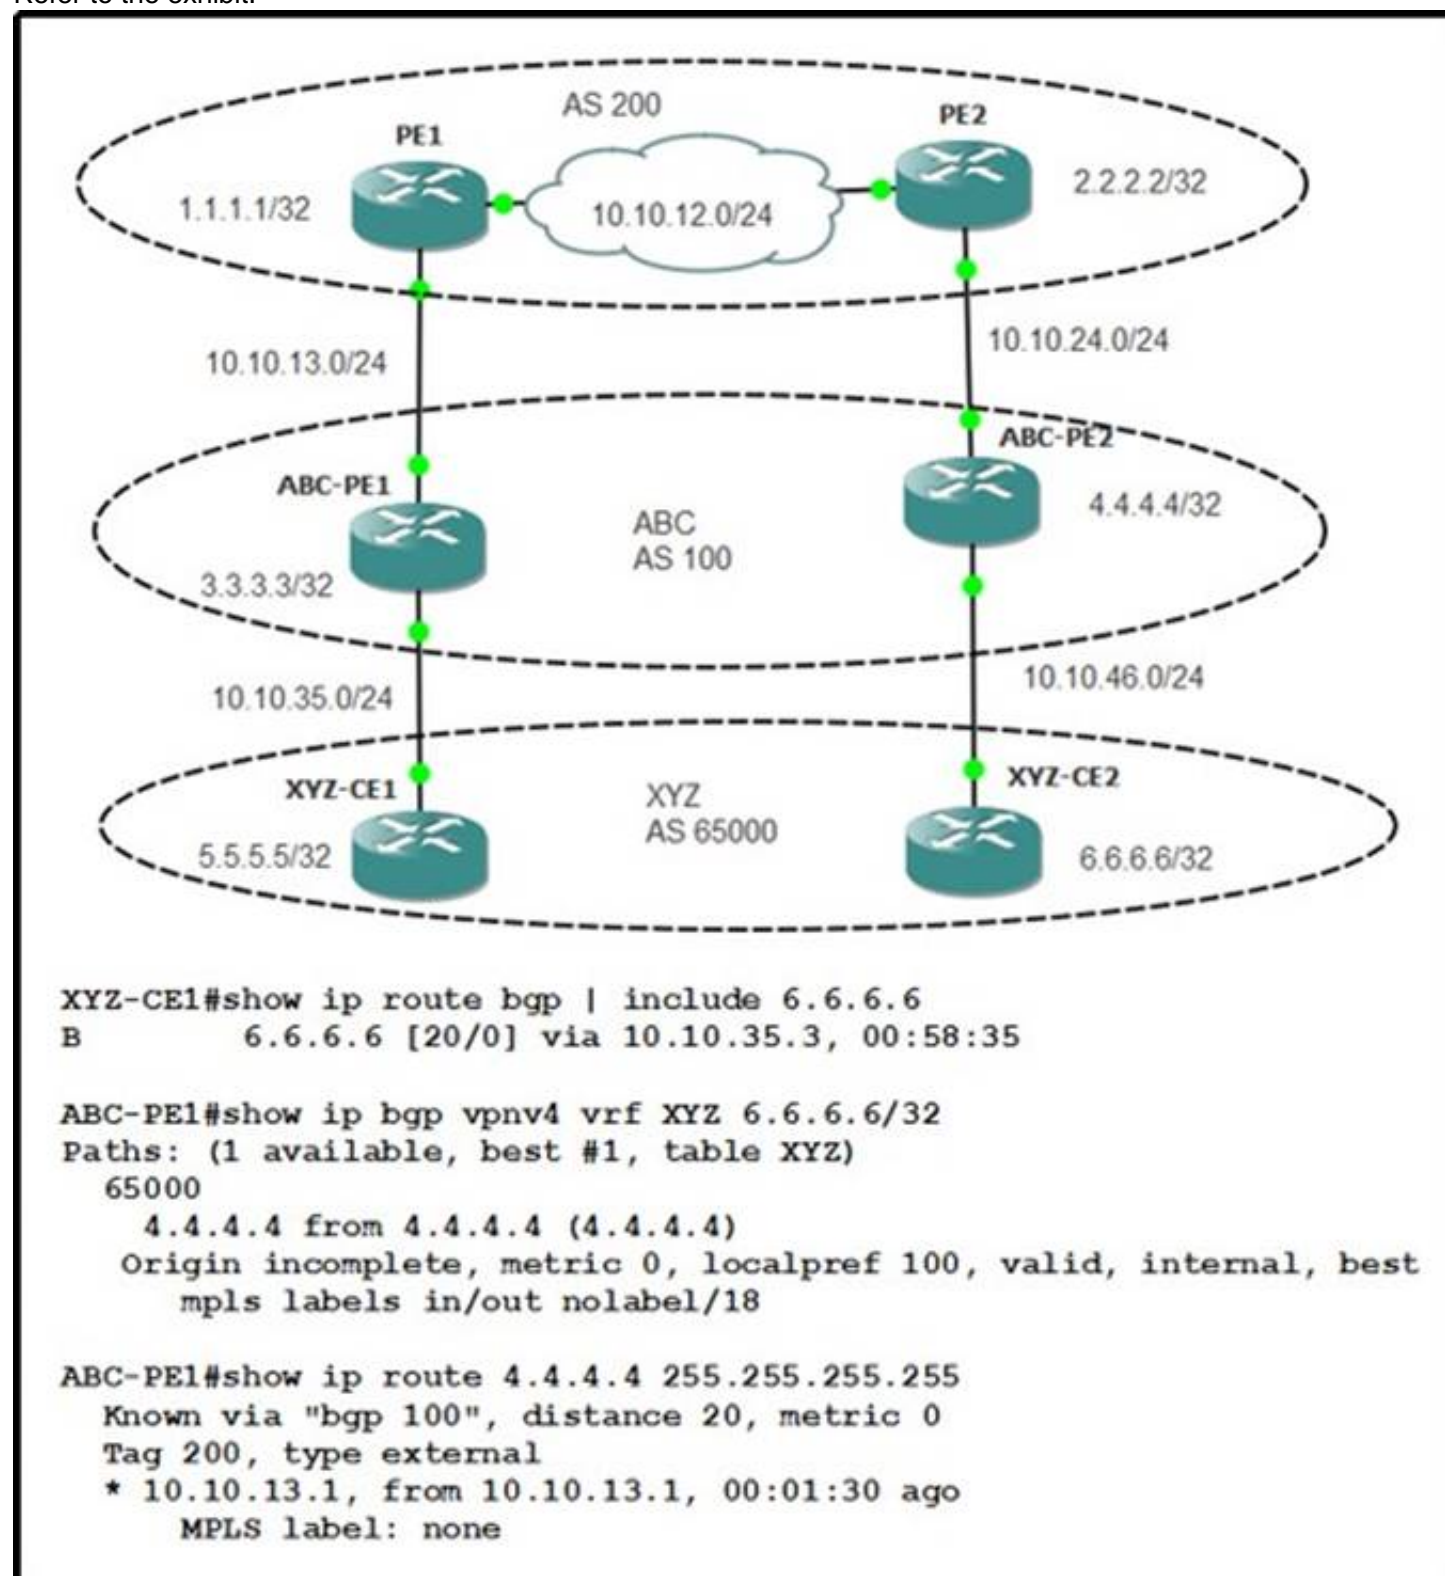 Refer to the exhibit.
AS 200
PE1
PE2
1.1.1.1/32
10.10.12.0/24
2.2.2.2/32
10.10.13.0/24
10.10.24.0/24
ABC-PE1
ABC-PE2
ABC
AS 100
3.3.3.3/32
4.4.4.4/32
10.10.35.0/24
10.10.46.0/24
XYZ-CE1
XYZ
AS 65000
XYZ-CE2
5.5.5.5/32
6.6.6.6/32
XYZ-CE1#show ip route bgp | include 6.6.6.6
B 6.6.6.6 [20/0] via 10.10.35.3, 00:58:35
ABC-PE1#show ip bgp vpnv4 vrf XYZ 6.6.6.6/32
Paths: (1 available, best #1, table XYZ)
65000
4.4.4.4 from 4.4.4.4 (4.4.4.4)
Origin incomplete, metric 0, localpref 100, valid, internal, best
mpls labels in/out nolabel/18
ABC-PE1#show ip route 4.4.4.4 255.255.255.255
Known via "bgp 100", distance 20, metric 0
Tag 200, type external
* 10.10.13.1, from 10.10.13.1, 00:01:30 ago
MPLS label: none